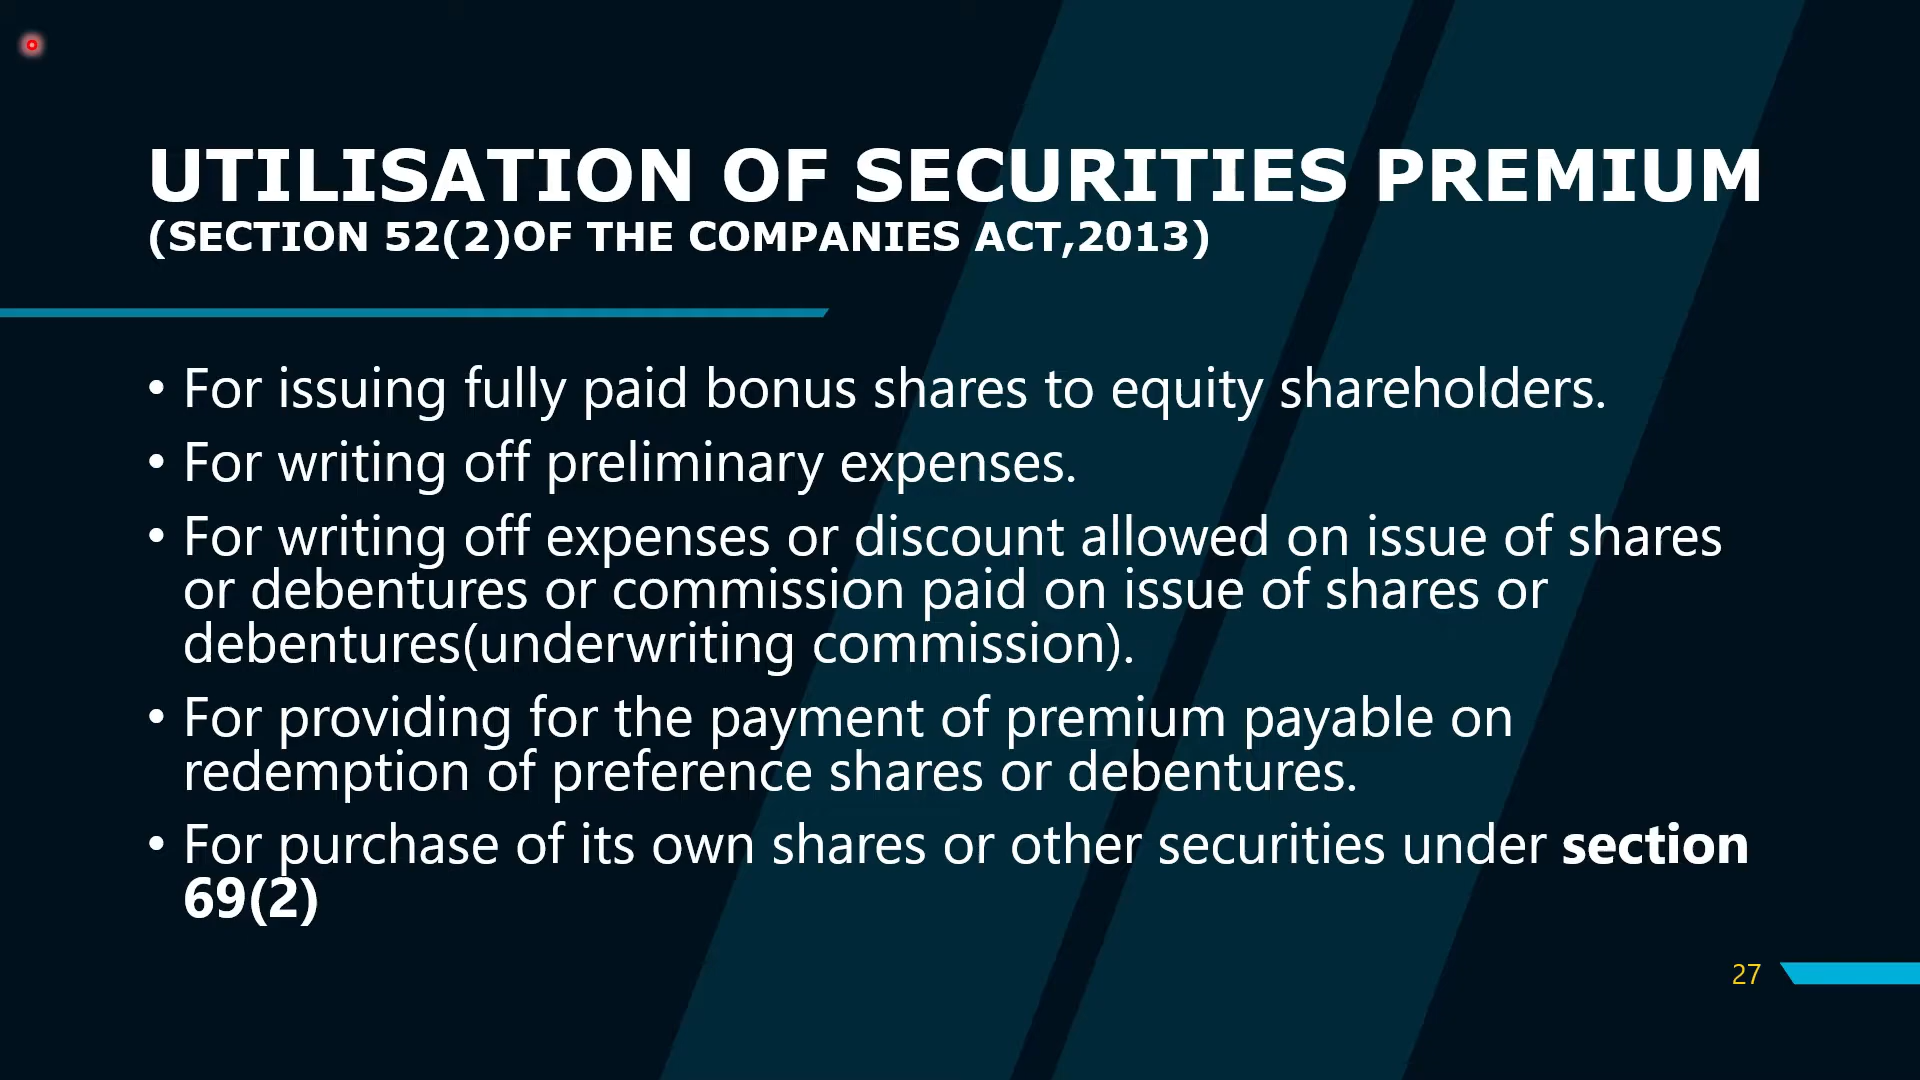 UTILISATION OF SECURITIES PREMIUM
(SECTION 52(2)OF THE COMPANIES ACT,2013)
• For issuing fully paid bonus shares to equity shareholders.
• For writing off preliminary expenses.
• For writing off expenses or discount allowed on issue of shares
or debentures or commission paid on issue of shares or
debentures(underwriting commission).
• For providing for the payment of premium payable on
redemption of preference shares or debentures.
• For purchase of its own shares or other securities under section
69(2)
27